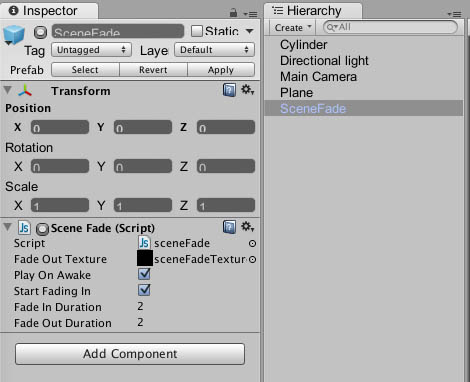 Inspector
SceneFade
Static
Tag Untagged Laye Default
Prefab Select Revert Apply
Transform
Position
X 0 Y 0 Z 0
Rotation
X 0 Y 0 Z 0
Scale
X 1 Y 1 Z 1
Scene Fade (Script)
Script sceneFade
Fade Out Texture sceneFadeTextur
Play On Awake
Start Fading In
Fade In Duration 2
Fade Out Duration 2
Add Component
Hierarchy
Create All
Cylinder
Directional light
Main Camera
Plane
SceneFade